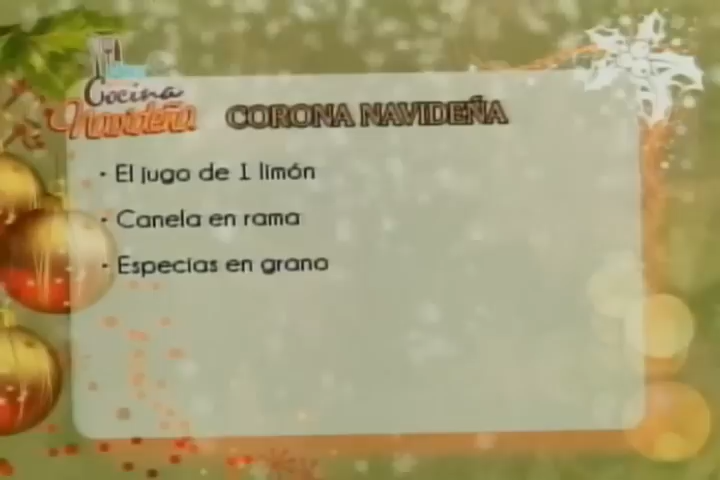 Cocina
Navideña
CORONA NAVIDEÑA
· El jugo de 1 limón
· Canela en rama
· Especias en grano